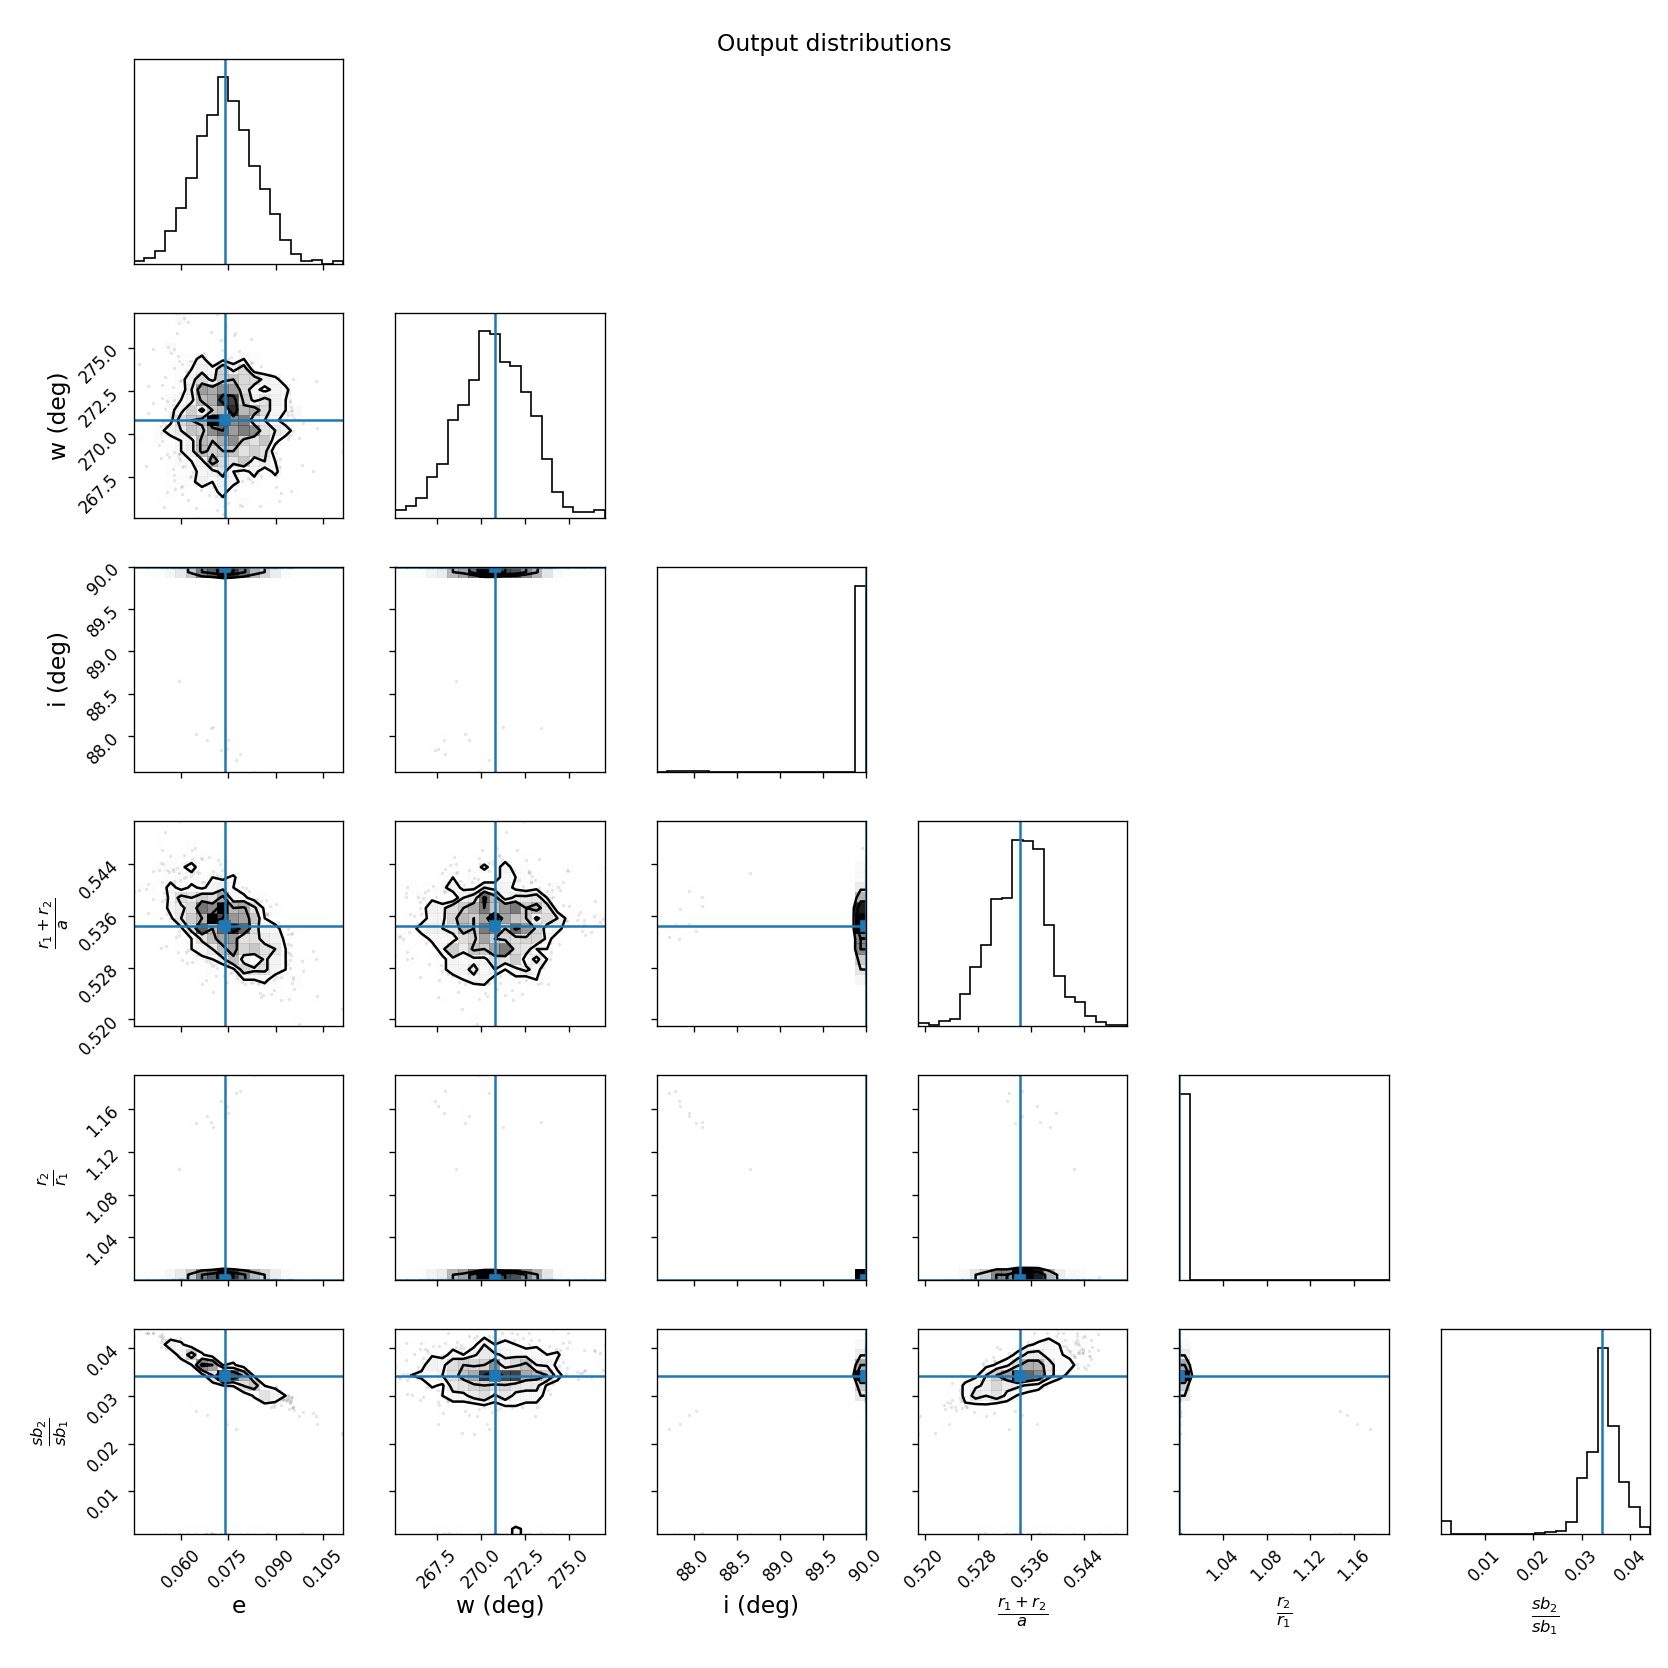 Output distributions
w (deg)
275.0
272.5
270.0
267.5
i (deg)
90.0
89.5
89.0
88.5
88.0
r₁ + r₂
a
0.544
0.536
0.528
0.520
r₂
r₁
1.16
1.12
1.08
1.04
sb₂
sb₁
0.04
0.03
0.02
0.01
0.060 0.075 0.090 0.105 267.5 270.0 272.5 275.0 88.0 88.5 89.0 89.5 90.0 0.520 0.528 0.536 0.544 1.04 1.08 1.12 1.16 0.01 0.02 0.03 0.04
e w (deg) i (deg)
r₁ + r₂
a
r₂
r₁
sb₂
sb₁